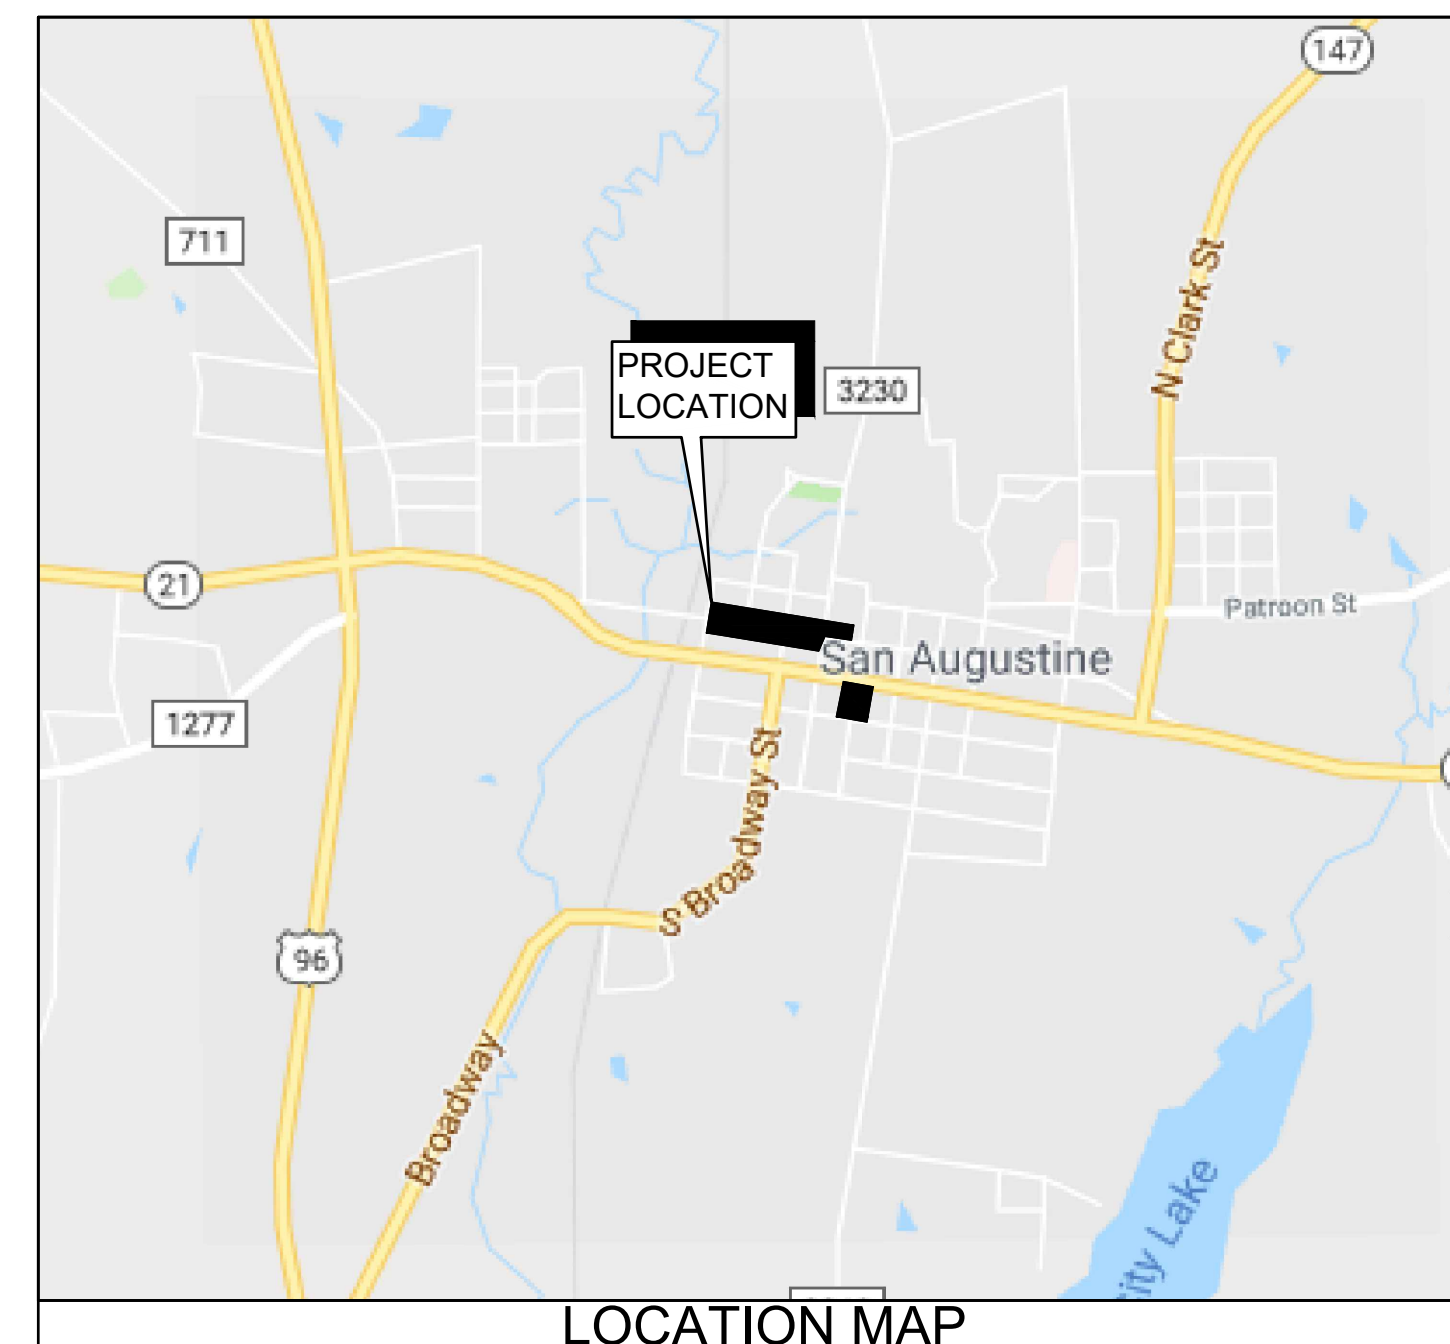 147
711
N Clark St
PROJECT
LOCATION
3230
21
Patroon St
San Augustine
1277
S Broadway St
96
Broadway
City Lake
LOCATION MAP